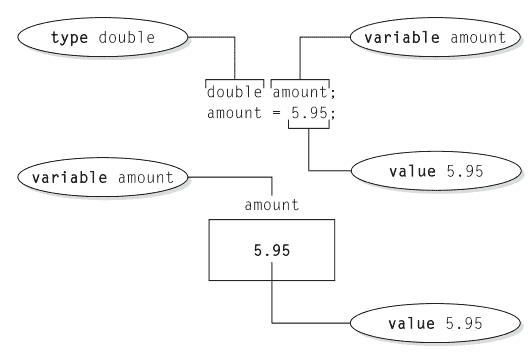 type double
variable amount
double amount;
amount = 5.95;
value 5.95
variable amount
amount
5.95
value 5.95